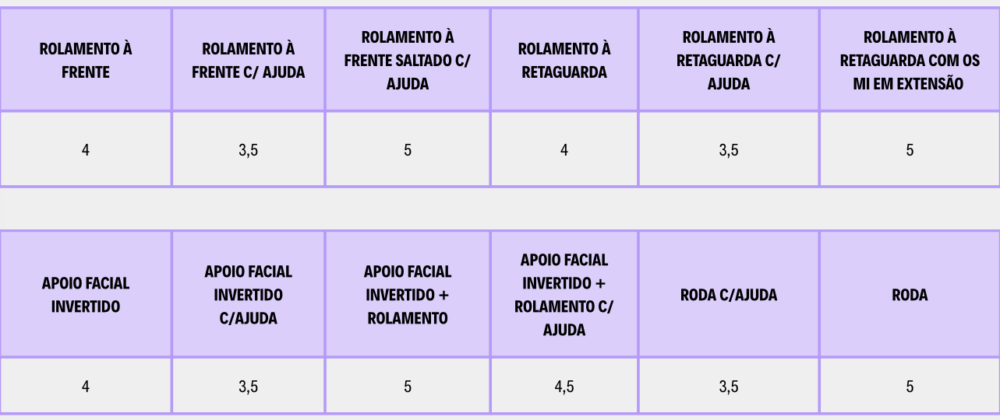 ROLAMENTO À
FRENTE
ROLAMENTO À
FRENTE C/ AJUDA
ROLAMENTO À
FRENTE SALTADO C/
AJUDA
ROLAMENTO À
RETAGUARDA
ROLAMENTO À
RETAGUARDA C/
AJUDA
ROLAMENTO À
RETAGUARDA COM OS
MI EM EXTENSÃO
4
3,5
5
4
3,5
5
APOIO FACIAL
INVERTIDO
APOIO FACIAL
INVERTIDO
C/AJUDA
APOIO FACIAL
INVERTIDO +
ROLAMENTO
APOIO FACIAL
INVERTIDO +
ROLAMENTO C/
AJUDA
RODA C/AJUDA
RODA
4
3,5
5
4,5
3,5
5